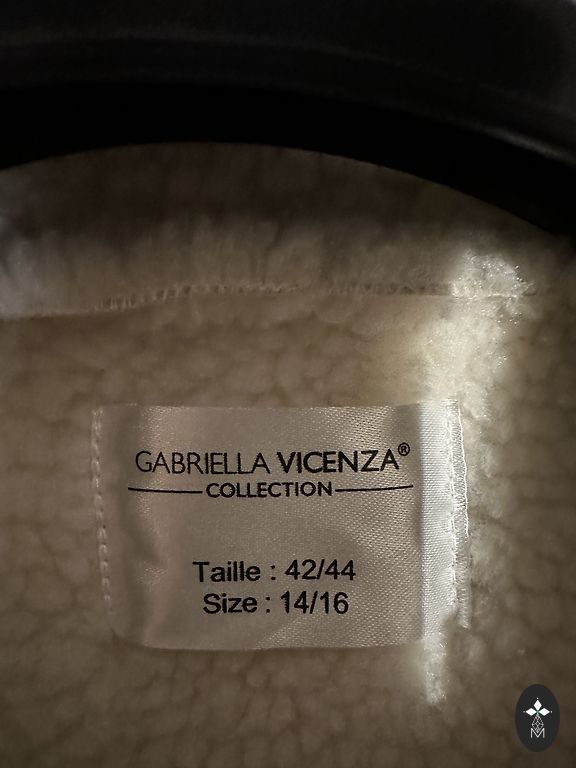 GABRIELLA VICENZA®
COLLECTION
Taille : 42/44
Size : 14/16
M